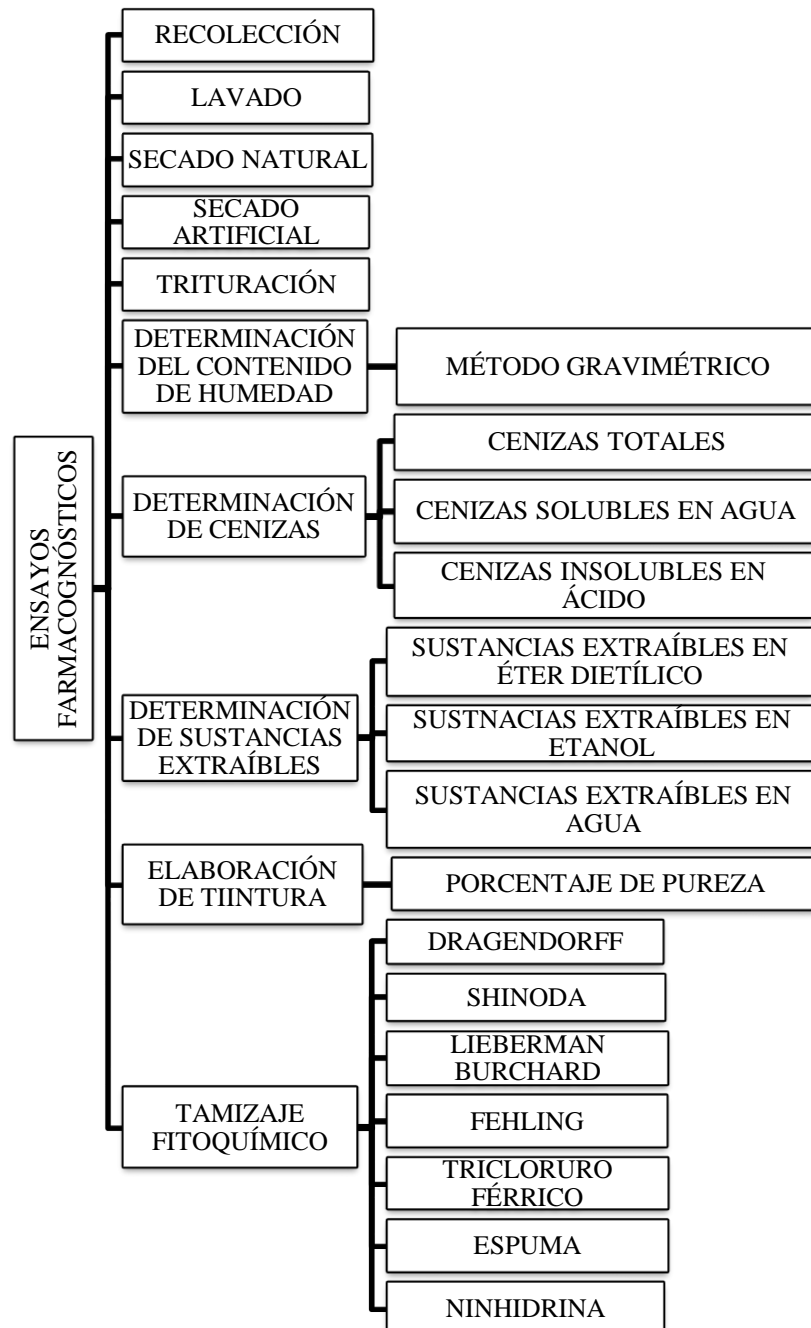 ENSAYOS
FARMACOGNÓSTICOS
RECOLECCIÓN
LAVADO
SECADO NATURAL
SECADO
ARTIFICIAL
TRITURACIÓN
DETERMINACIÓN
DEL CONTENIDO
DE HUMEDAD
MÉTODO GRAVIMÉTRICO
DETERMINACIÓN
DE CENIZAS
CENIZAS TOTALES
CENIZAS SOLUBLES EN AGUA
CENIZAS INSOLUBLES EN
ÁCIDO
DETERMINACIÓN
DE SUSTANCIAS
EXTRAÍBLES
SUSTANCIAS EXTRAÍBLES EN
ÉTER DIETÍLICO
SUSTNACIAS EXTRAÍBLES EN
ETANOL
SUSTANCIAS EXTRAÍBLES EN
AGUA
ELABORACIÓN
DE TIINTURA
PORCENTAJE DE PUREZA
TAMIZAJE
FITOQUÍMICO
DRAGENDORFF
SHINODA
LIEBERMAN
BURCHARD
FEHLING
TRICLORURO
FÉRRICO
ESPUMA
NINHIDRINA